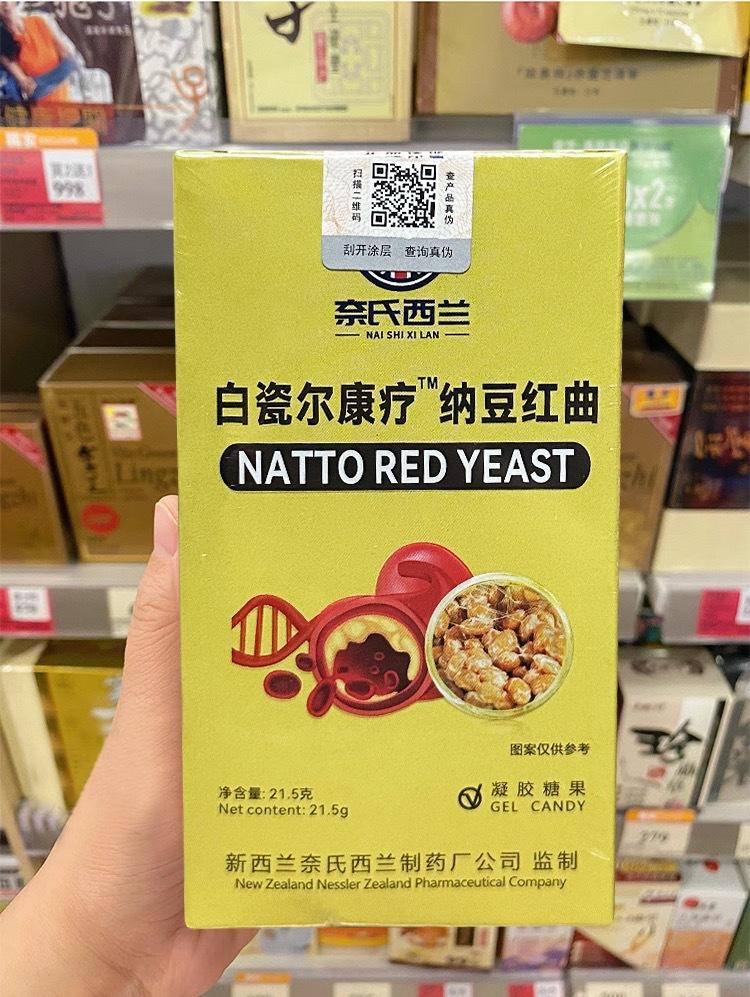 998
扫描二维码
查产品真伪
刮开涂层 查询真伪
奈氏西兰
NAI SHI XI LAN
白瓷尔康疗™纳豆红曲
NATTO RED YEAST
图案仅供参考
净含量: 21.5克
Net content: 21.5g
凝胶糖果
GEL CANDY
新西兰奈氏西兰制药厂公司 监制
New Zealand Nessler Zealand Pharmaceutical Company
Lingzhi